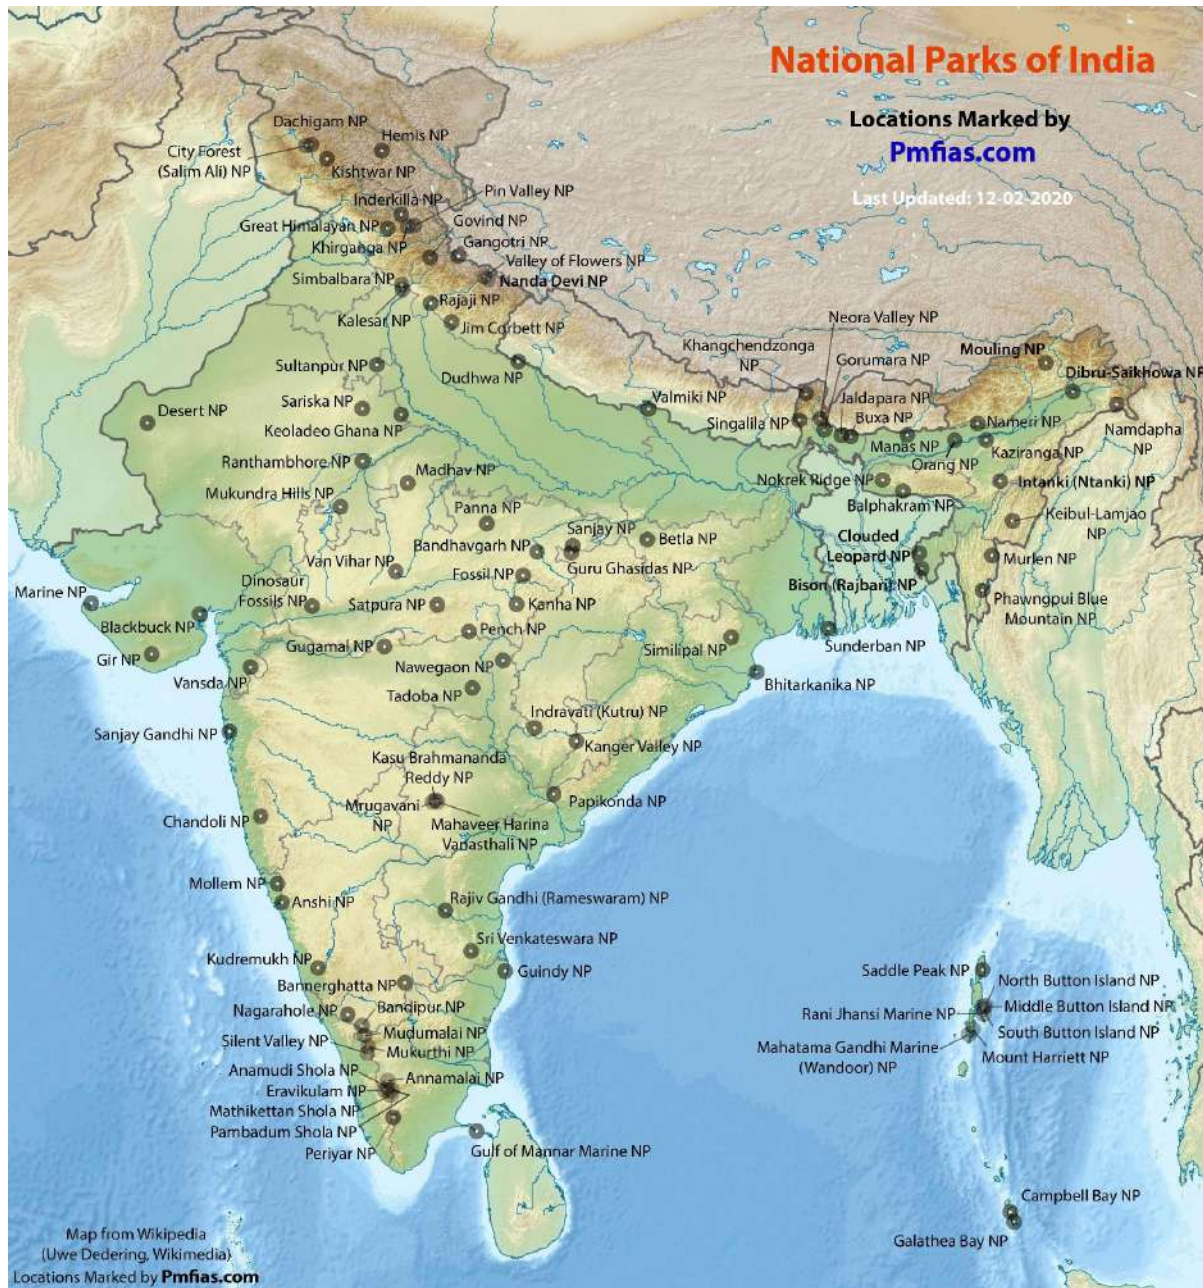 National Parks of India
Locations Marked by
Pmfias.com
Last Updated: 12-02-2020
Dachigam NP
Hemis NP
City Forest
(Salim Ali) NP
Kishtwar NP
Pin Valley NP
Inderkilla NP
Great Himalayan NP
Govind NP
Khirganga NP
Gangotri NP
Valley of Flowers NP
Simbalbara NP
Nanda Devi NP
Rajaji NP
Kalesar NP
Jim Corbett NP
Neora Valley NP
Khangchendzonga
NP
Gorumara NP
Mouling NP
Sultanpur NP
Dudhwa NP
Dibru-Saikhowa NP
Desert NP
Sariska NP
Valmiki NP
Jaldapara NP
Singalila NP
Buxa NP
Nameri NP
Namdapha
NP
Keoladeo Ghana NP
Manas NP
Kaziranga NP
Orang NP
Ranthambhore NP
Madhav NP
Nokrek Ridge NP
Intanki (Ntanki) NP
Mukundra Hills NP
Balphakram NP
Panna NP
Keibul-Lamjao
NP
Sanjay NP
Betla NP
Clouded
Leopard NP
Bandhavgarh NP
Van Vihar NP
Guru Ghasidas NP
Murlen NP
Fossil NP
Dinosaur
Fossils NP
Bison (Rajbari) NP
Marine NP
Satpura NP
Kanha NP
Phawngpui Blue
Mountain NP
Blackbuck NP
Pench NP
Gugamal NP
Similipal NP
Sunderban NP
Gir NP
Nawegaon NP
Vansda NP
Bhitarkanika NP
Tadoba NP
Indravati (Kutru) NP
Sanjay Gandhi NP
Kanger Valley NP
Kasu Brahmananda
Reddy NP
Papikonda NP
Mrugavani
NP
Chandoli NP
Mahaveer Harina
Vanasthali NP
Mollem NP
Anshi NP
Rajiv Gandhi (Rameswaram) NP
Sri Venkateswara NP
Kudremukh NP
Guindy NP
Saddle Peak NP
Bannerghatta NP
North Button Island NP
Nagarahole NP
Bandipur NP
Rani Jhansi Marine NP
Middle Button Island NP
Mudumalai NP
South Button Island NP
Silent Valley NP
Mukurthi NP
Mahatama Gandhi Marine
(Wandoor) NP
Mount Harriett NP
Anamudi Shola NP
Annamalai NP
Eravikulam NP
Mathikettan Shola NP
Pambadum Shola NP
Periyar NP
Gulf of Mannar Marine NP
Campbell Bay NP
Galathea Bay NP
Map from Wikipedia
(Uwe Dedering, Wikimedia)
Locations Marked by Pmfias.com